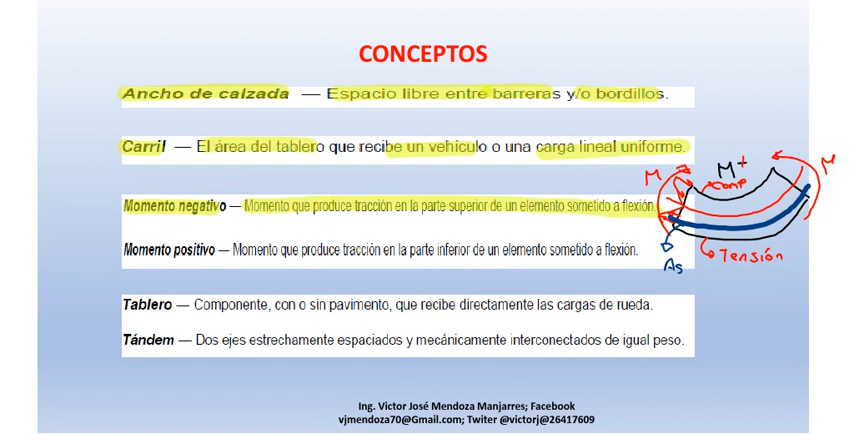 CONCEPTOS
Ancho de calzada — Espacio libre entre barreras y/o bordillos.
Carril — El área del tablero que recibe un vehículo o una carga lineal uniforme.
M M+ M
comp
Momento negativo — Momento que produce tracción en la parte superior de un elemento sometido a flexión.
Momento positivo — Momento que produce tracción en la parte inferior de un elemento sometido a flexión.
Tensión
As
Tablero — Componente, con o sin pavimento, que recibe directamente las cargas de rueda.
Tándem — Dos ejes estrechamente espaciados y mecánicamente interconectados de igual peso.
Ing. Victor José Mendoza Manjarres; Facebook
vjmendoza70@Gmail.com; Twiter @victorj@26417609